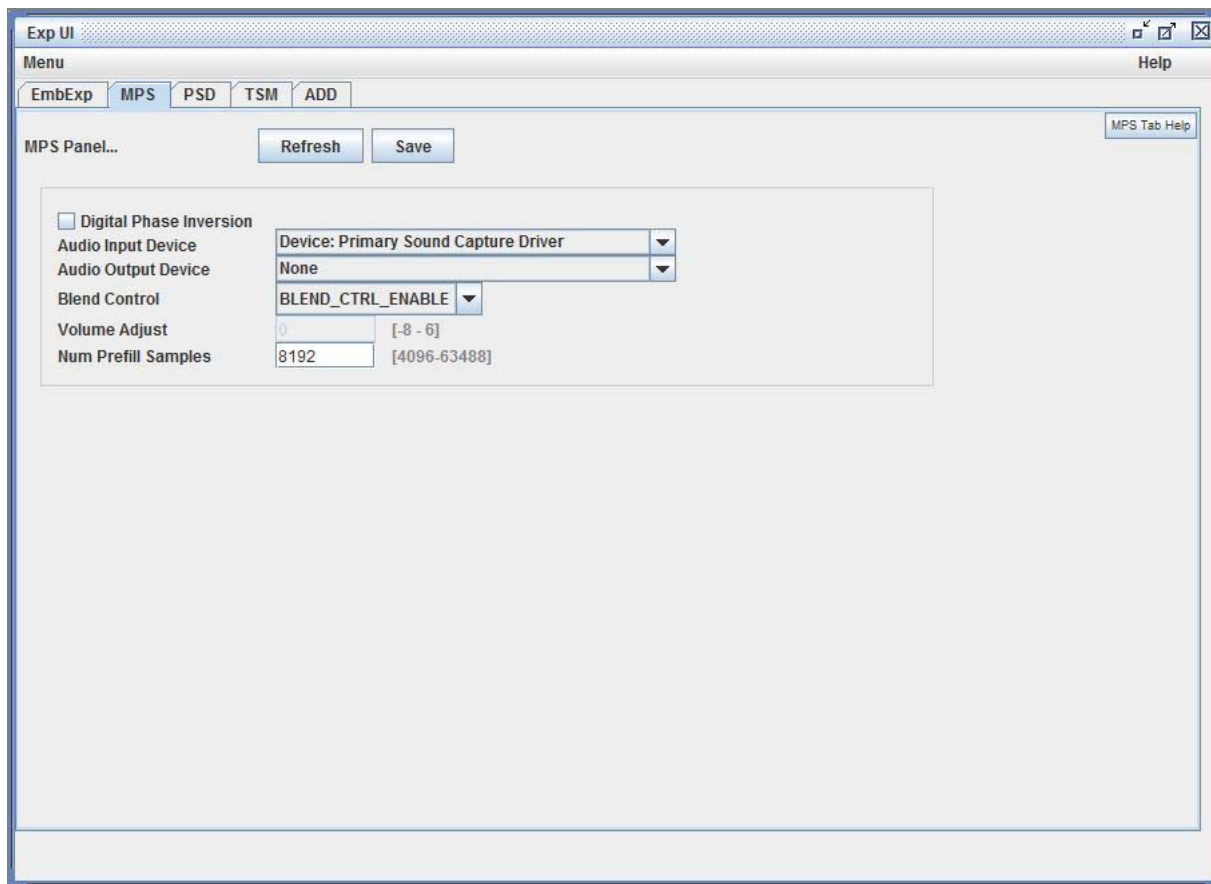 Exp UI
Menu Help
EmbExp MPS PSD TSM ADD
MPS Tab Help
MPS Panel... Refresh Save
Digital Phase Inversion
Audio Input Device Device: Primary Sound Capture Driver
Audio Output Device None
Blend Control BLEND_CTRL_ENABLE
Volume Adjust 0 [-8 - 6]
Num Prefill Samples 8192 [4096-63488]